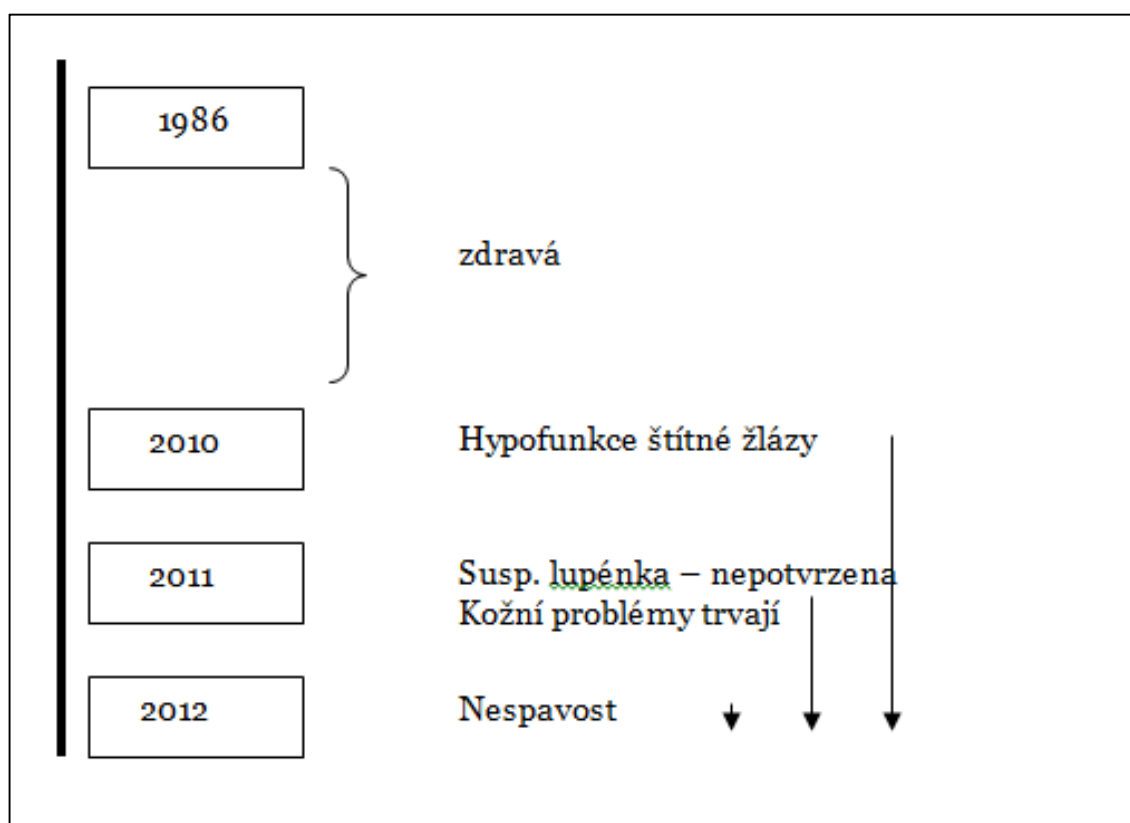 1986
zdravá
2010
Hypofunkce štítné žlázy
2011
Susp. lupénka – nepotvrzena
Kožní problémy trvají
2012
Nespavost